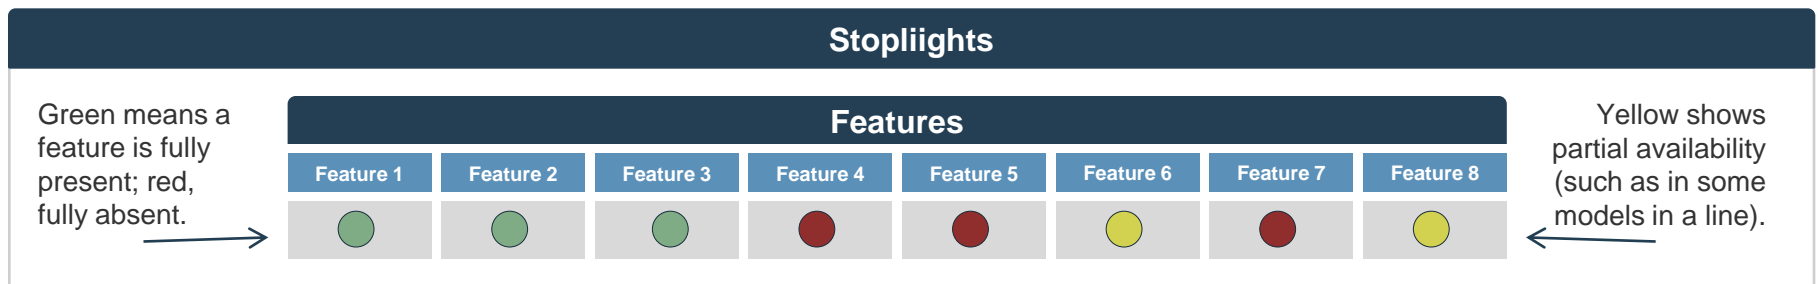 Stopliights
Green means a
feature is fully
present; red,
fully absent.
Features
Feature 1 Feature 2 Feature 3 Feature 4 Feature 5 Feature 6 Feature 7 Feature 8
Yellow shows
partial availability
(such as in some
models in a line).